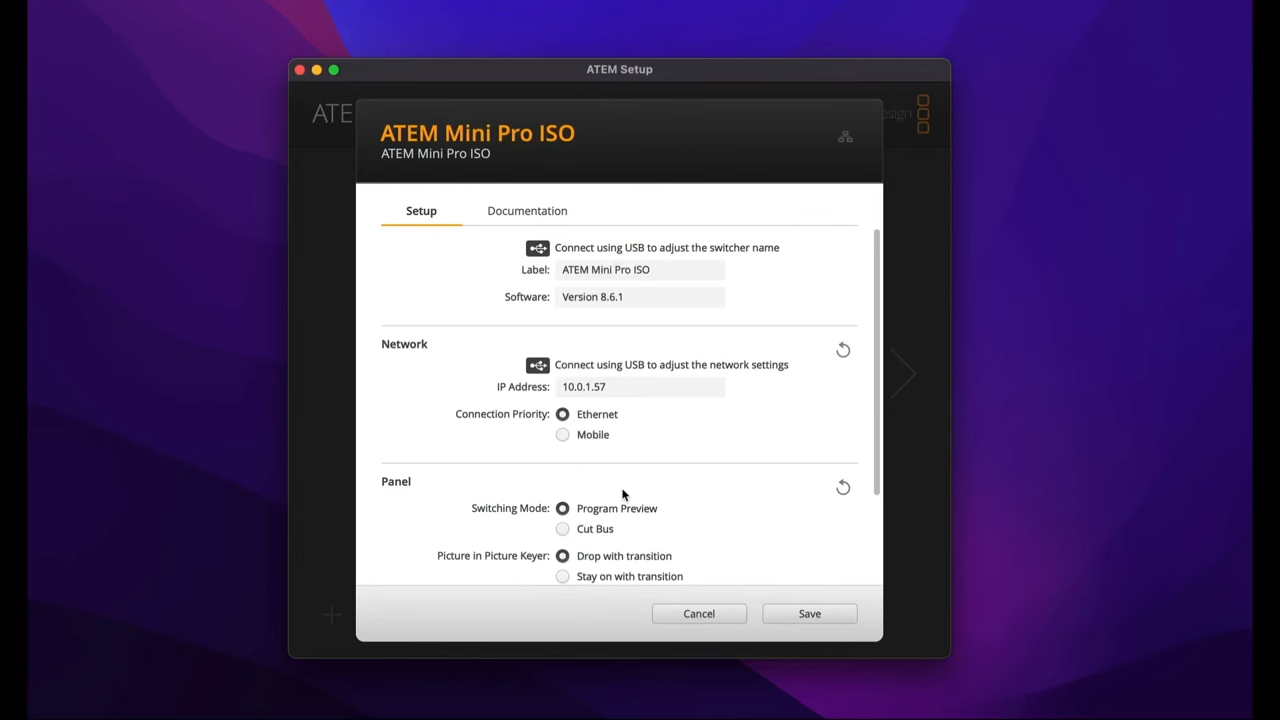 ATEM Setup
ATE
esign
ATEM Mini Pro ISO
ATEM Mini Pro ISO
Setup
Documentation
Connect using USB to adjust the switcher name
Label: ATEM Mini Pro ISO
Software: Version 8.6.1
Network
Connect using USB to adjust the network settings
IP Address: 10.0.1.57
Connection Priority: Ethernet
Mobile
Panel
Switching Mode: Program Preview
Cut Bus
Picture in Picture Keyer: Drop with transition
Stay on with transition
Cancel
Save